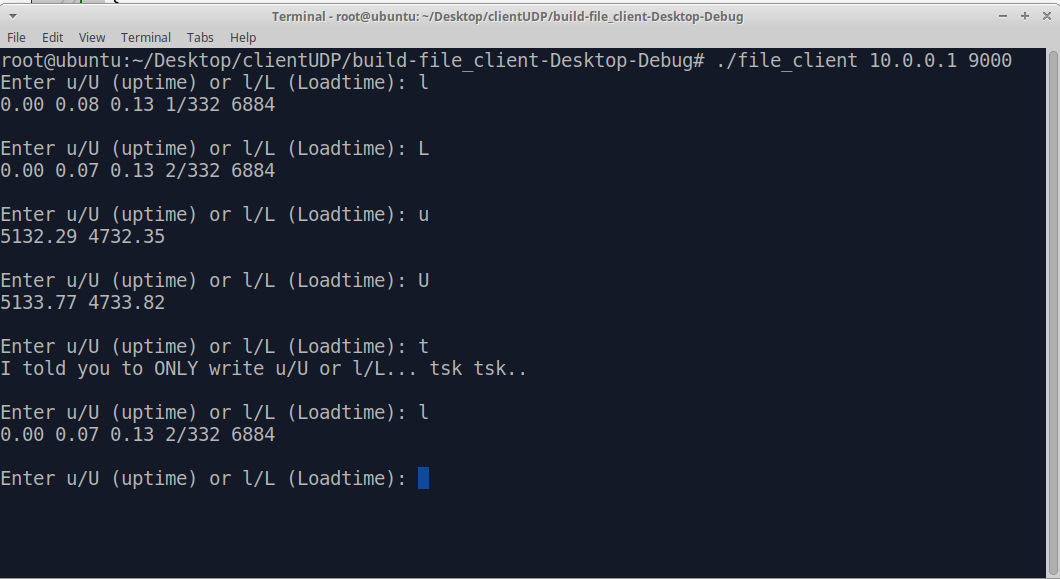 Terminal - root@ubuntu: ~/Desktop/clientUDP/build-file_client-Desktop-Debug
File Edit View Terminal Tabs Help
root@ubuntu:~/Desktop/clientUDP/build-file_client-Desktop-Debug# ./file_client 10.0.0.1 9000
Enter u/U (uptime) or l/L (Loadtime): l
0.00 0.08 0.13 1/332 6884
Enter u/U (uptime) or l/L (Loadtime): L
0.00 0.07 0.13 2/332 6884
Enter u/U (uptime) or l/L (Loadtime): u
5132.29 4732.35
Enter u/U (uptime) or l/L (Loadtime): U
5133.77 4733.82
Enter u/U (uptime) or l/L (Loadtime): t
I told you to ONLY write u/U or l/L... tsk tsk..
Enter u/U (uptime) or l/L (Loadtime): l
0.00 0.07 0.13 2/332 6884
Enter u/U (uptime) or l/L (Loadtime):